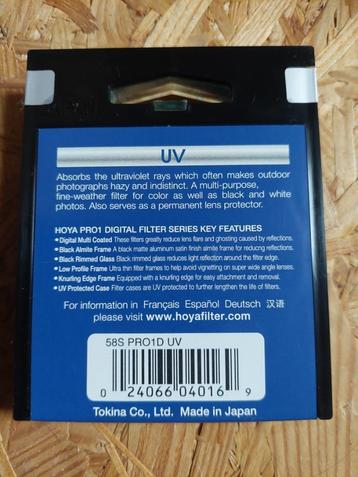 UV
Absorbs the ultraviolet rays which often makes outdoor
photographs hazy and indistinct. A multi-purpose,
fine-weather filter for color as well as black and white
photos. Also serves as a permanent lens protector.
HOYA PRO1 DIGITAL FILTER SERIES KEY FEATURES
• Digital Multi Coated These filters greatly reduce lens flare and ghosting caused by reflections.
• Black Almite Frame A black matte aluminum satin finish almite frame for reducing reflections.
• Black Rimmed Glass Black rimmed glass reduces light reflection around the filter edge.
• Low Profile Frame Ultra thin filter frames to help avoid vignetting on super wide angle lenses.
• Knurling Edge Frame Equipped with a knurling edge for easy attachment and removal.
• UV Protected Case Filter cases are UV protected to further lengthen the life of filters.
For information in Français Español Deutsch 汉语
please visit www.hoyafilter.com
58S PRO1D UV
0 24066 04016 9
Tokina Co., Ltd. Made in Japan